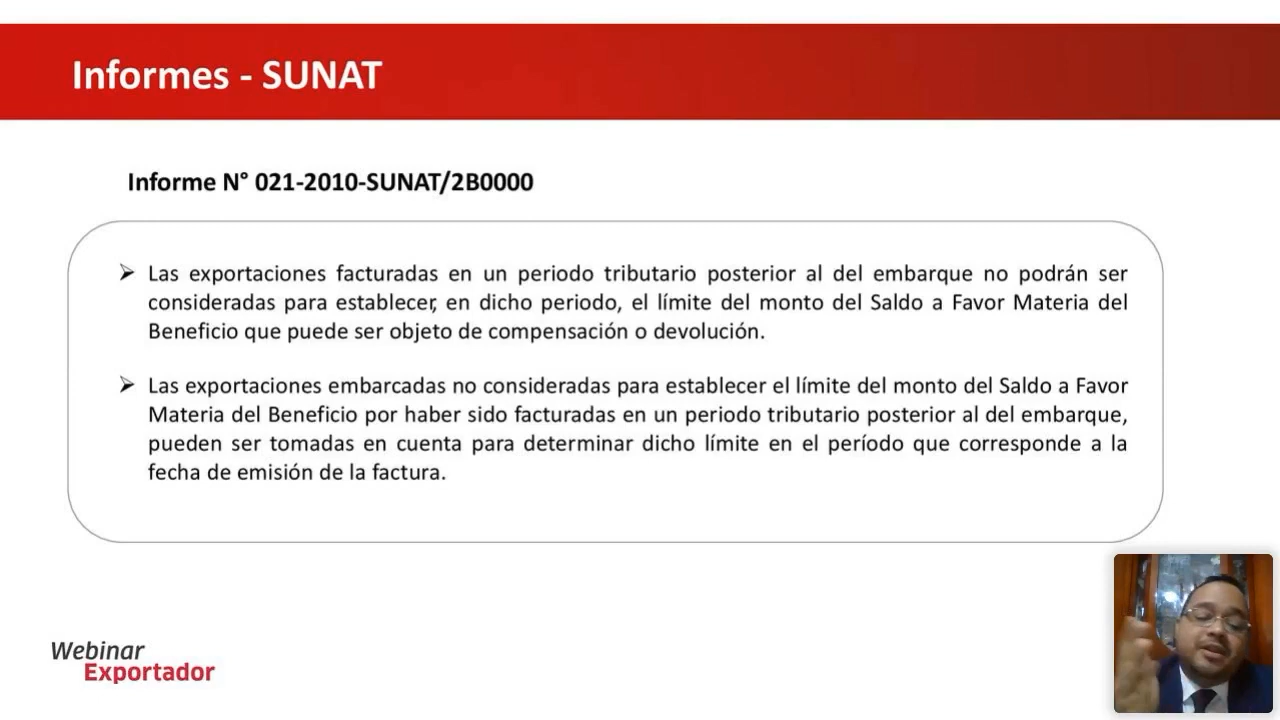 Informes - SUNAT
Informe N° 021-2010-SUNAT/2B0000
➢ Las exportaciones facturadas en un periodo tributario posterior al del embarque no podrán ser
consideradas para establecer, en dicho periodo, el límite del monto del Saldo a Favor Materia del
Beneficio que puede ser objeto de compensación o devolución.
➢ Las exportaciones embarcadas no consideradas para establecer el límite del monto del Saldo a Favor
Materia del Beneficio por haber sido facturadas en un periodo tributario posterior al del embarque,
pueden ser tomadas en cuenta para determinar dicho límite en el período que corresponde a la
fecha de emisión de la factura.
Webinar
Exportador